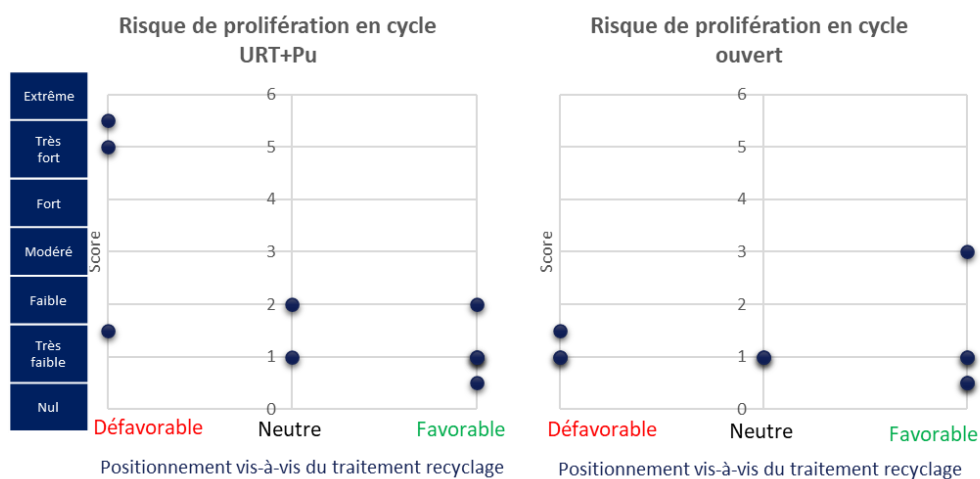 Risque de prolifération en cycle
URT+Pu
Extrême
Très
fort
Fort
Modéré
Faible
Très
faible
Nul
Score
6
5
4
3
2
1
0
Défavorable
Neutre
Favorable
Positionnement vis-à-vis du traitement recyclage
Risque de prolifération en cycle
ouvert
Score
6
5
4
3
2
1
0
Défavorable
Neutre
Favorable
Positionnement vis-à-vis du traitement recyclage